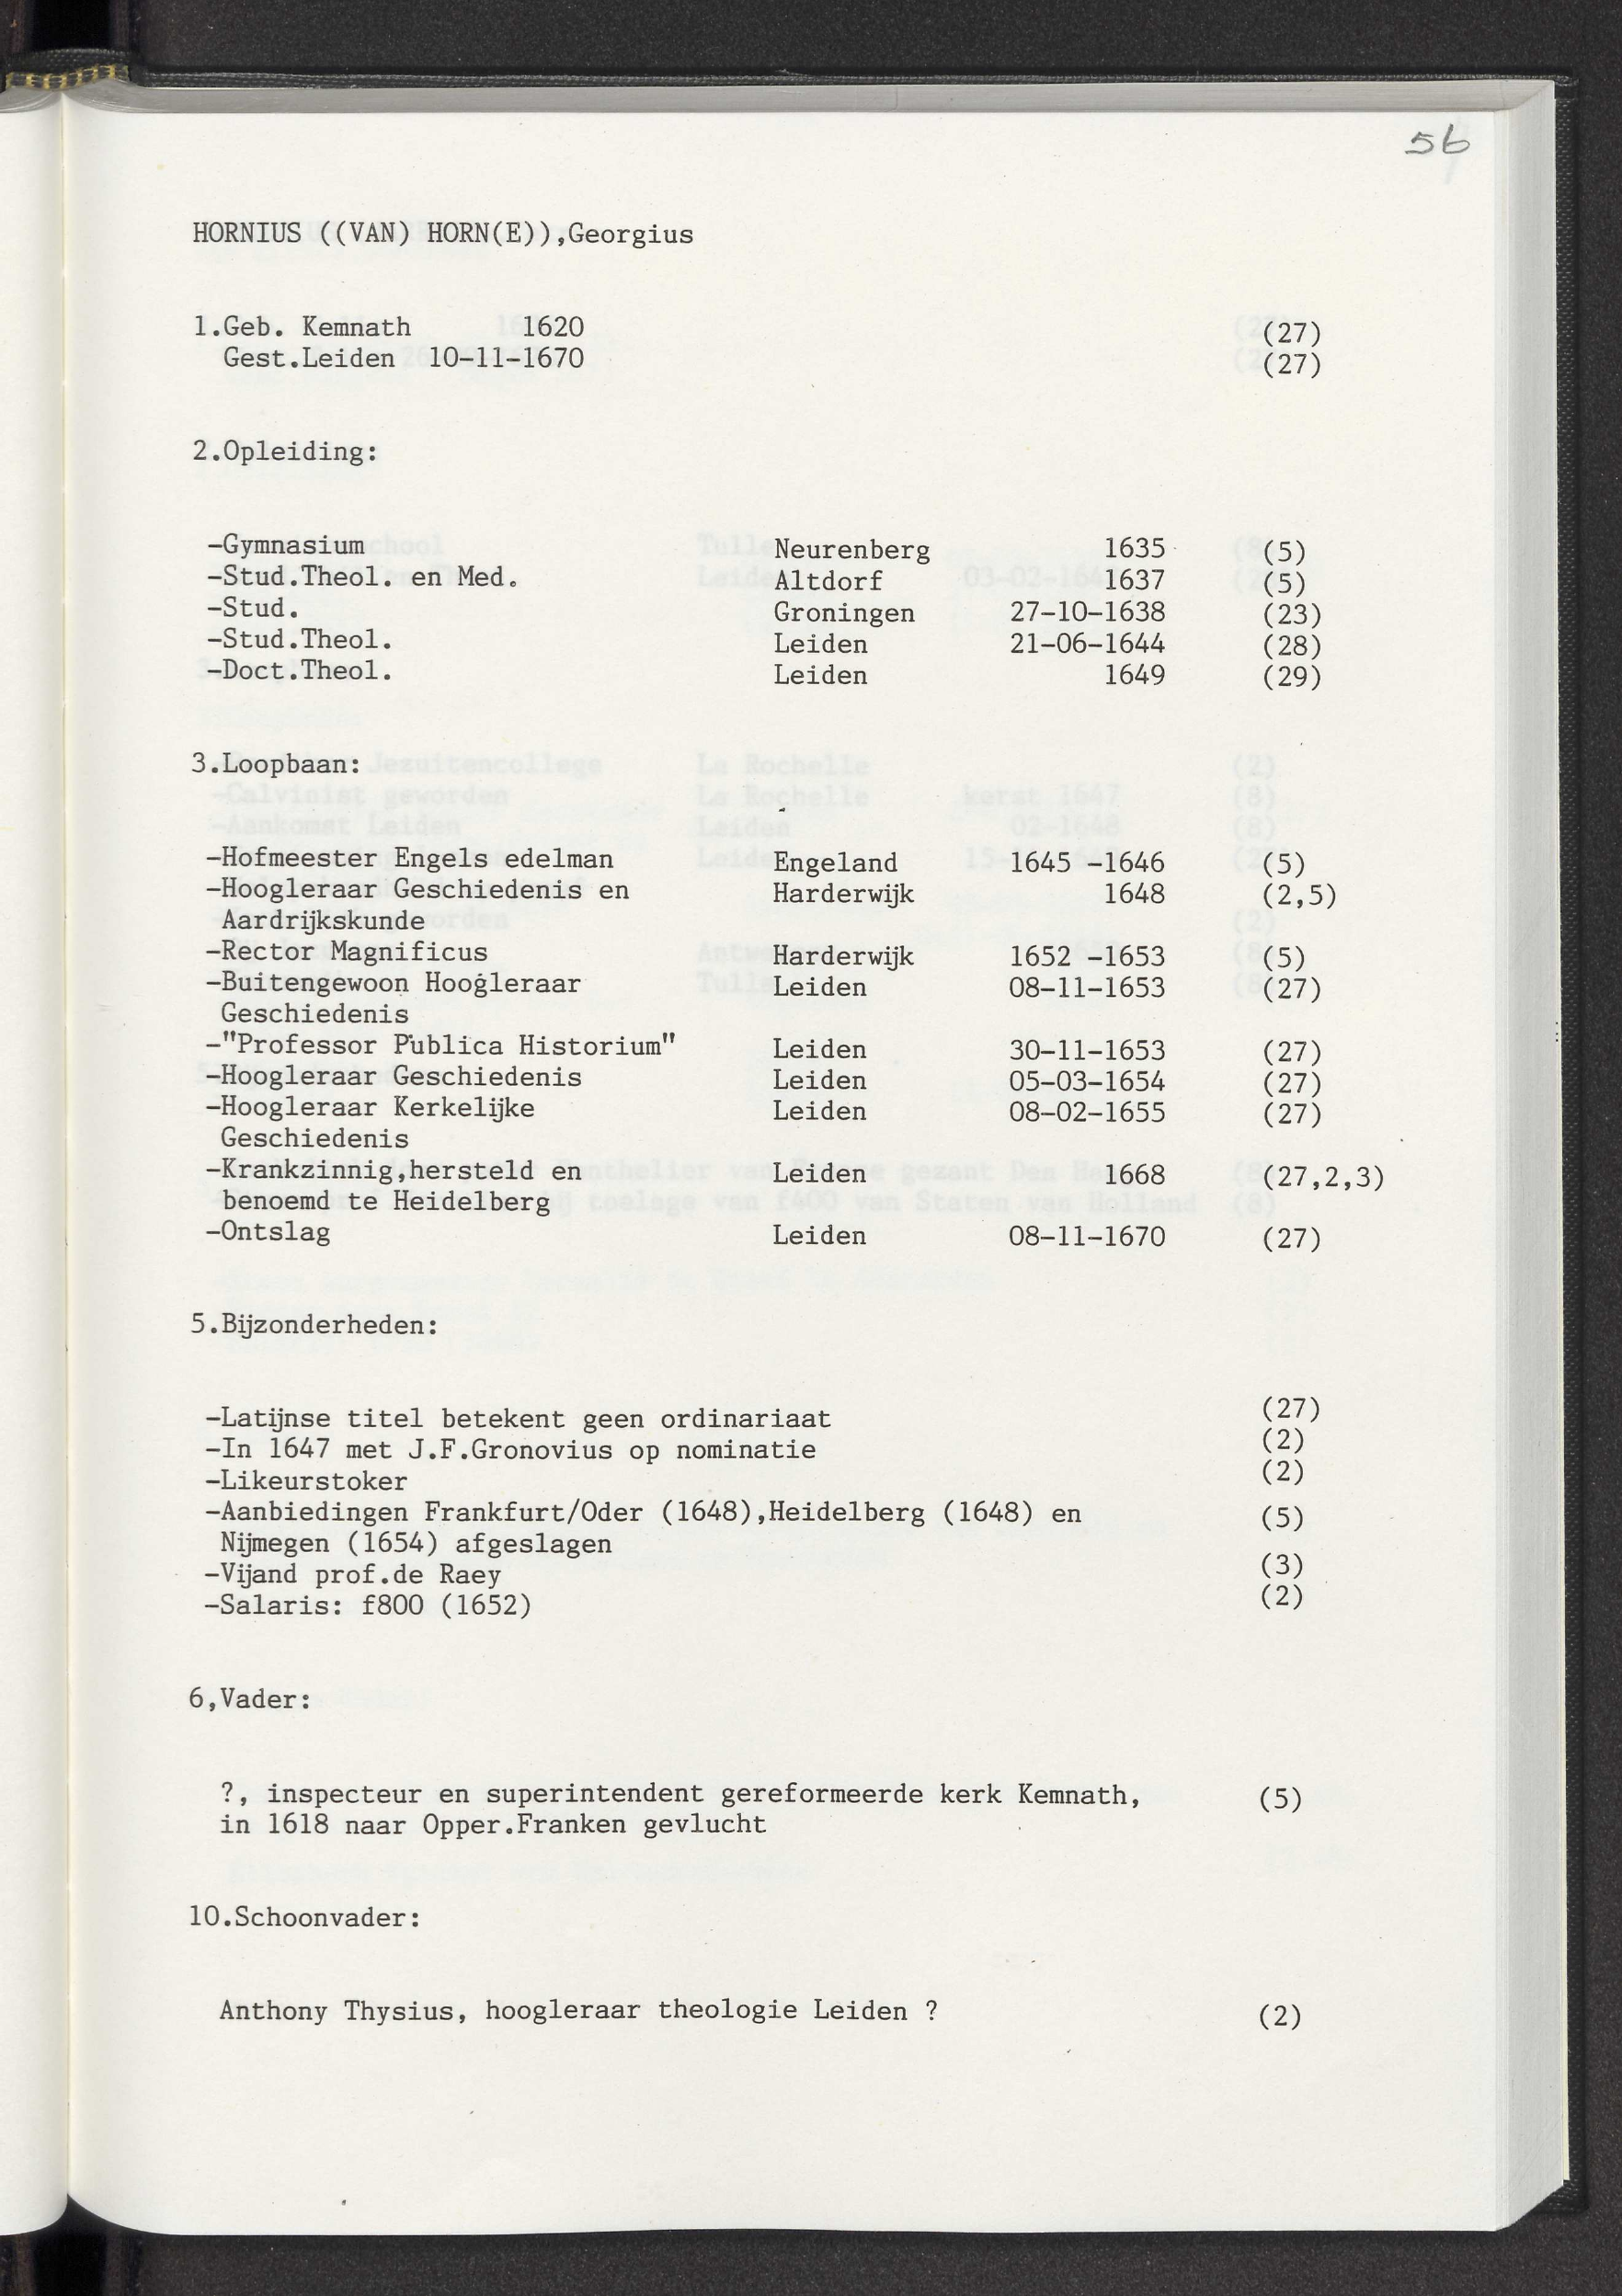 56
HORNIUS ((VAN) HORN(E)),Georgius
1.Geb. Kemnath 1620 (27)
Gest.Leiden 10-11-1670 (27)
2.Opleiding:
-Gymnasium Neurenberg 1635 (5)
-Stud.Theol. en Med. Altdorf 1637 (5)
-Stud. Groningen 27-10-1638 (23)
-Stud.Theol. Leiden 21-06-1644 (28)
-Doct.Theol. Leiden 1649 (29)
3.Loopbaan:
-Hofmeester Engels edelman Engeland 1645 -1646 (5)
-Hoogleraar Geschiedenis en Harderwijk 1648 (2,5)
Aardrijkskunde
-Rector Magnificus Harderwijk 1652 -1653 (5)
-Buitengewoon Hoogleraar Leiden 08-11-1653 (27)
Geschiedenis
-"Professor Publica Historium" Leiden 30-11-1653 (27)
-Hoogleraar Geschiedenis Leiden 05-03-1654 (27)
-Hoogleraar Kerkelijke Leiden 08-02-1655 (27)
Geschiedenis
-Krankzinnig,hersteld en Leiden 1668 (27,2,3)
benoemd te Heidelberg
-Ontslag Leiden 08-11-1670 (27)
5.Bijzonderheden:
-Latijnse titel betekent geen ordinariaat (27)
-In 1647 met J.F.Gronovius op nominatie (2)
-Likeurstoker (2)
-Aanbiedingen Frankfurt/Oder (1648),Heidelberg (1648) en (5)
Nijmegen (1654) afgeslagen
-Vijand prof.de Raey (3)
-Salaris: f800 (1652) (2)
6,Vader:
?, inspecteur en superintendent gereformeerde kerk Kemnath, (5)
in 1618 naar Opper.Franken gevlucht
10.Schoonvader:
Anthony Thysius, hoogleraar theologie Leiden ? (2)